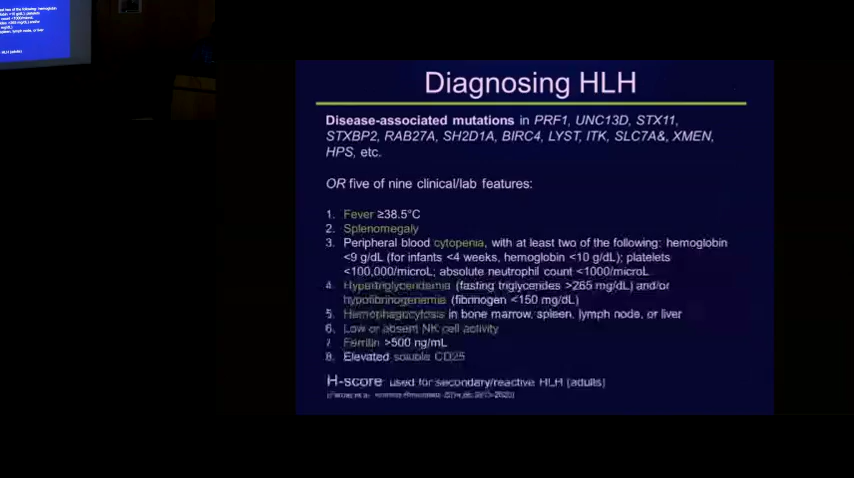 Diagnosing HLH
Disease-associated mutations in PRF1, UNC13D, STX11,
STXBP2, RAB27A, SH2D1A, BIRC4, LYST, ITK, SLC7A&, XMEN,
HPS, etc.
OR five of nine clinical/lab features:
1. Fever ≥38.5°C
2. Splenomegaly
3. Peripheral blood cytopenia, with at least two of the following: hemoglobin
<9 g/dL (for infants <4 weeks, hemoglobin <10 g/dL); platelets
<100,000/microL; absolute neutrophil count <1000/microL
4. Hypertriglyceridemia (fasting triglycerides >265 mg/dL) and/or
hypofibrinogenemia (fibrinogen <150 mg/dL)
5. Hemophagocytosis in bone marrow, spleen, lymph node, or liver
6. Low or absent NK cell activity
7. Ferritin >500 ng/mL
8. Elevated soluble CD25
H-score used for secondary/reactive HLH (adults)